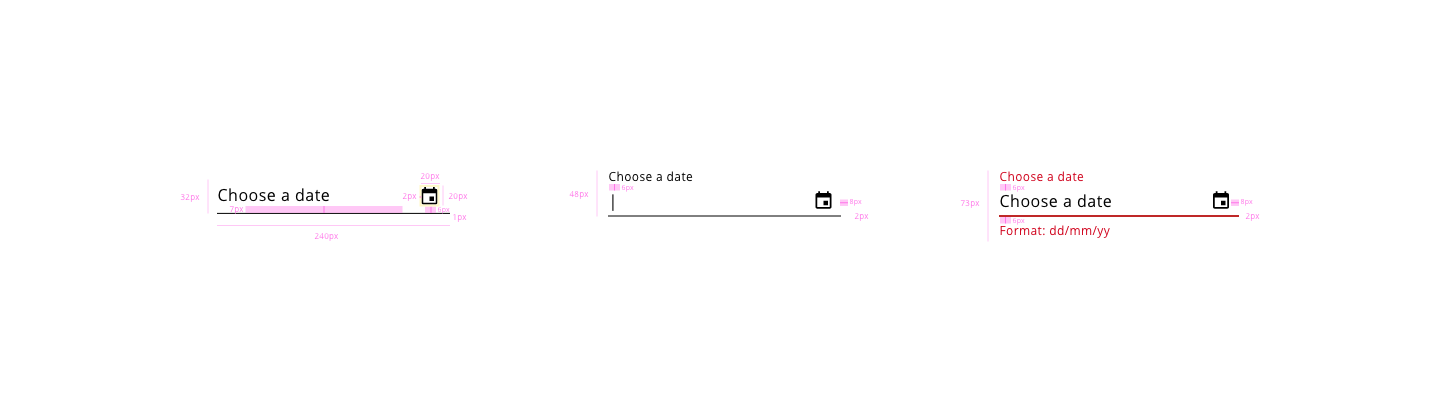 20px
32px
Choose a date
2px
20px
7px
6px
1px
240px
Choose a date
6px
48px
8px
2px
Choose a date
6px
73px
Choose a date
8px
2px
6px
Format: dd/mm/yy